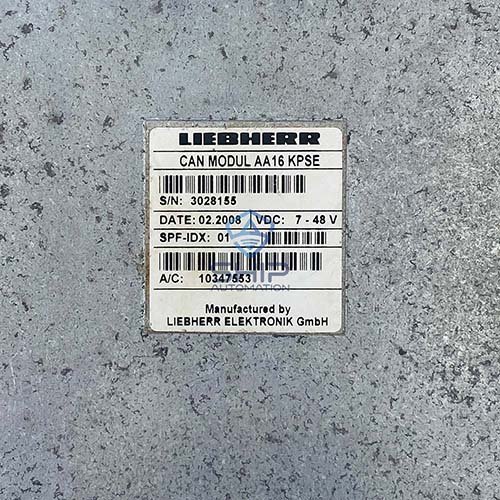 LIEBHERR
CAN MODUL AA16 KPSE
S/N: 3028155
DATE: 02.2008 VDC: 7 - 48 V
SPF-IDX: 01
A/C: 10347553
AUTOMATION
Manufactured by
LIEBHERR ELEKTRONIK GmbH